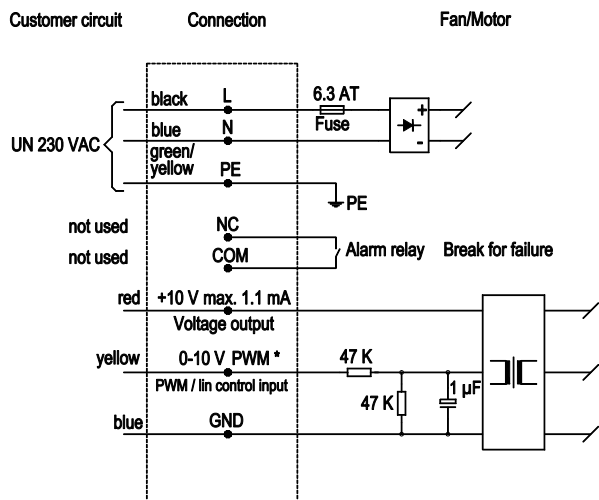 Customer circuit Connection Fan/Motor
black L 6.3 AT
+
blue N Fuse
UN 230 VAC
-
green/
yellow PE
PE
not used NC
Alarm relay Break for failure
not used COM
red +10 V max. 1.1 mA
Voltage output
yellow 0-10 V PWM * 47 K
PWM / lin control input 1 µF
47 K
blue GND